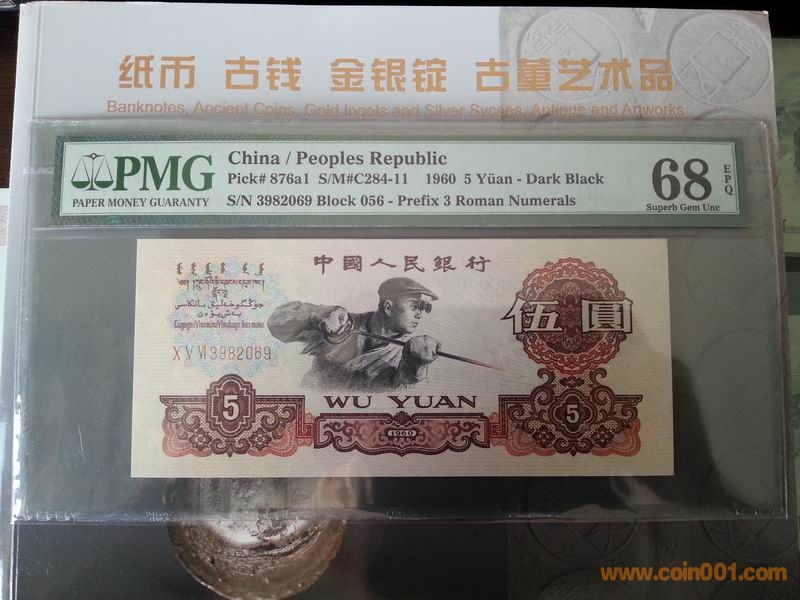 纸币 古钱 金银锭 古董艺术品
Banknotes, Ancient Coins, Gold Ingots and Silver Sycees, Antique and Artworks
PMG
PAPER MONEY GUARANTY
China / Peoples Republic
Pick# 876a1 S/M#C284-11 1960 5 Yüan - Dark Black
S/N 3982069 Block 056 - Prefix 3 Roman Numerals
68 EPQ
Superb Gem Unc
中國人民銀行
伍圓
X V VI 3982069
5
WU YUAN
5
1960
www.coin001.com